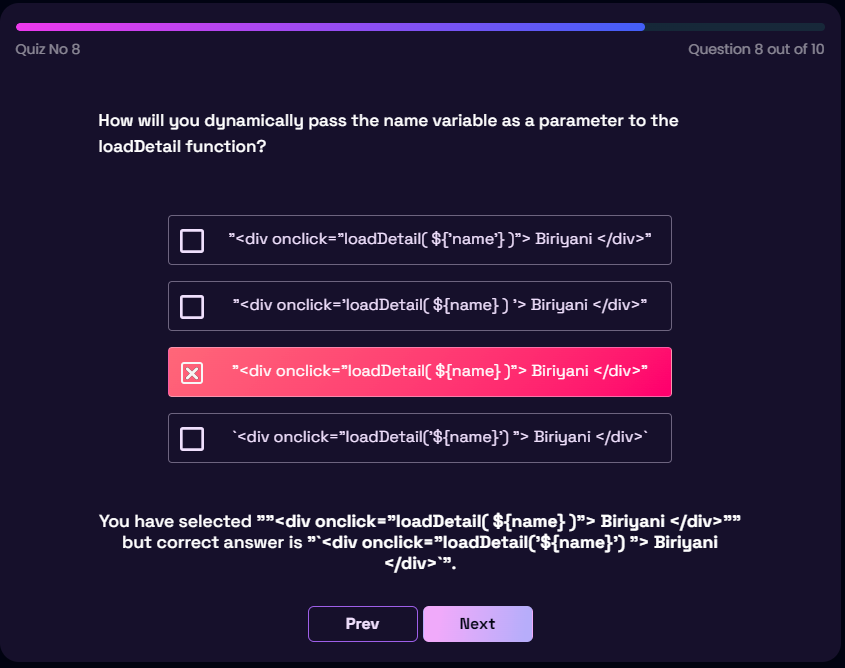 Quiz No 8
Question 8 out of 10
How will you dynamically pass the name variable as a parameter to the
loadDetail function?
"<div onclick="loadDetail( ${'name'} )"> Biriyani </div>"
"<div onclick='loadDetail( ${name} ) '> Biriyani </div>"
"<div onclick="loadDetail( ${name} )"> Biriyani </div>"
`<div onclick="loadDetail('${name}') "> Biriyani </div>`
You have selected ""<div onclick="loadDetail( ${name} )"> Biriyani </div>""
but correct answer is "`<div onclick="loadDetail('${name}') "> Biriyani
</div>`".
Prev
Next